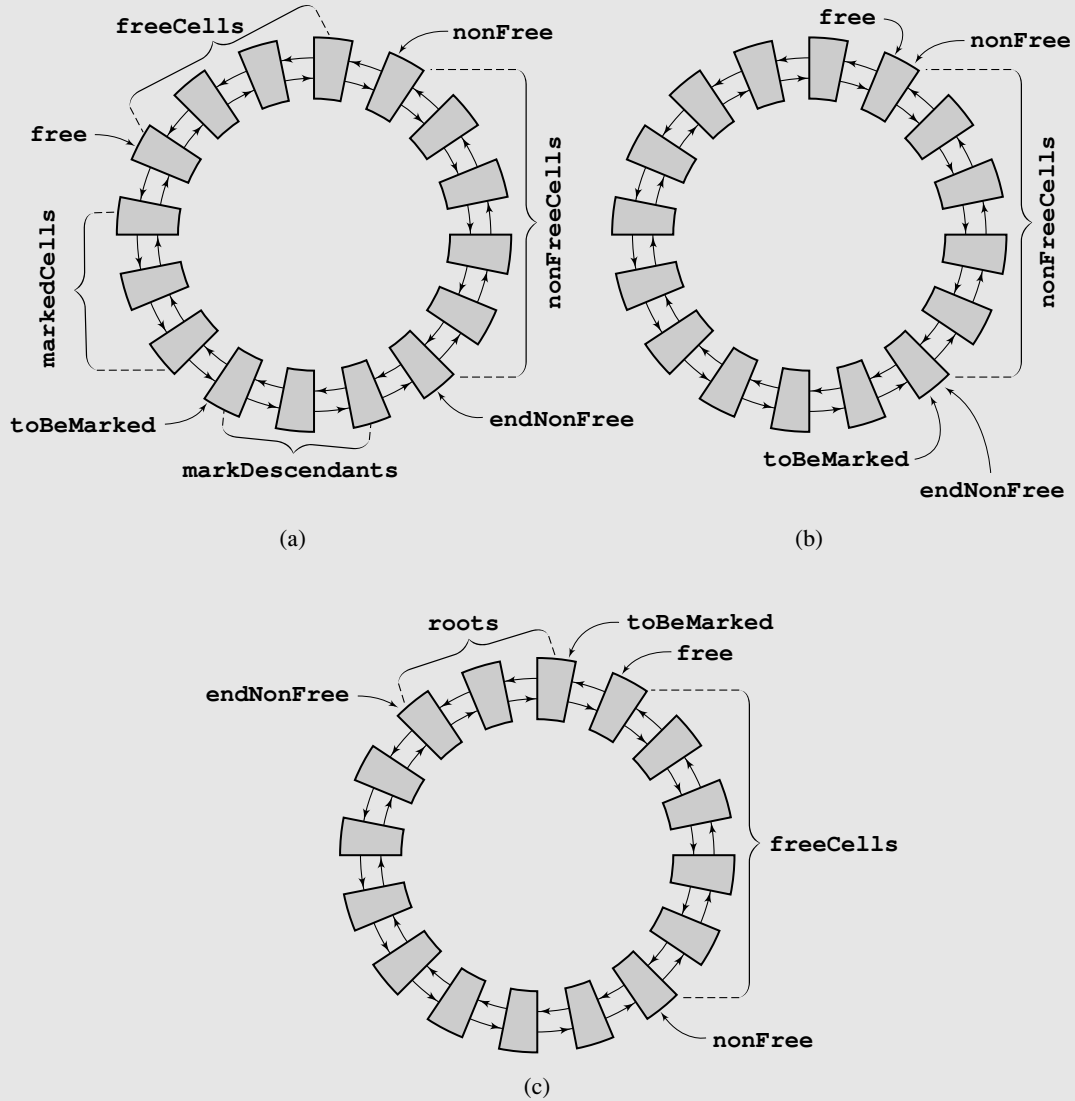 freeCells
nonFree
free
nonFreeCells
markedCells
toBeMarked
markDescendants
endNonFree
(a)
free
nonFree
nonFreeCells
toBeMarked
endNonFree
(b)
roots
toBeMarked
free
endNonFree
freeCells
nonFree
(c)